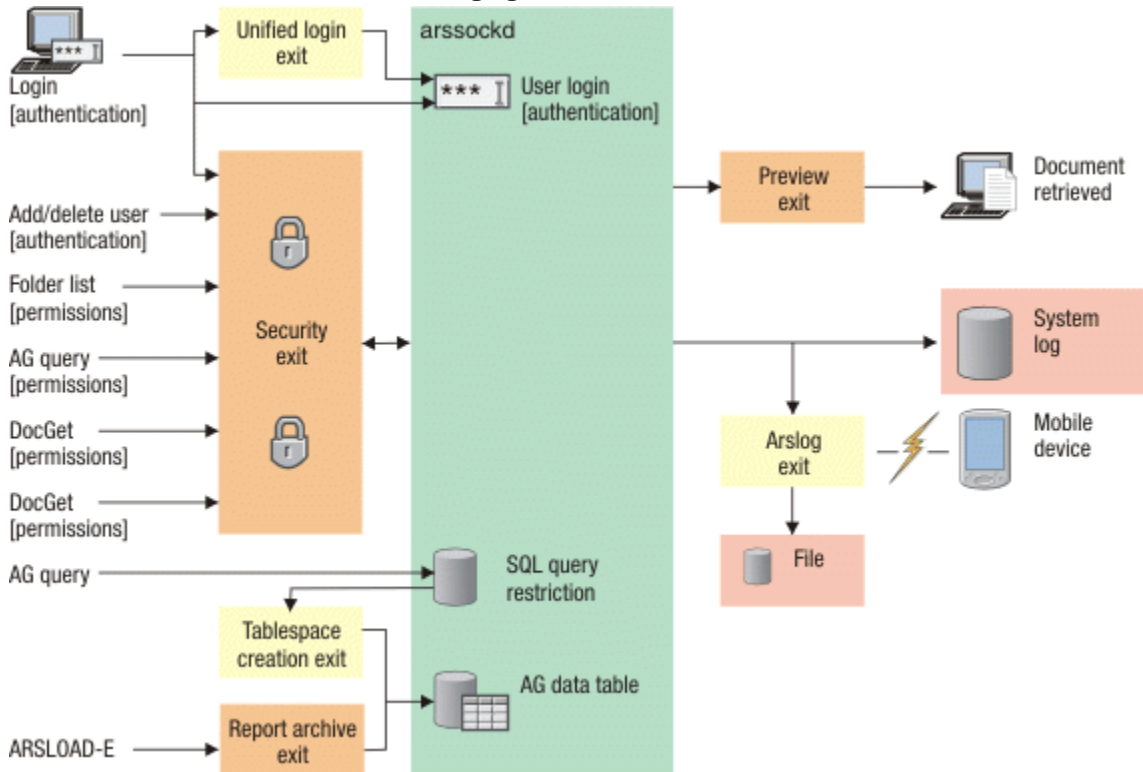 Unified login
exit
arssockd
***
Login
[authentication]
*** I
User login
[authentication]
Add/delete user
[authentication]
Folder list
[permissions]
AG query
[permissions]
DocGet
[permissions]
DocGet
[permissions]
r
Security
exit
r
Preview
exit
Document
retrieved
System
log
Arslog
exit
Mobile
device
File
AG query
SQL query
restriction
Tablespace
creation exit
AG data table
ARSLOAD-E
Report archive
exit